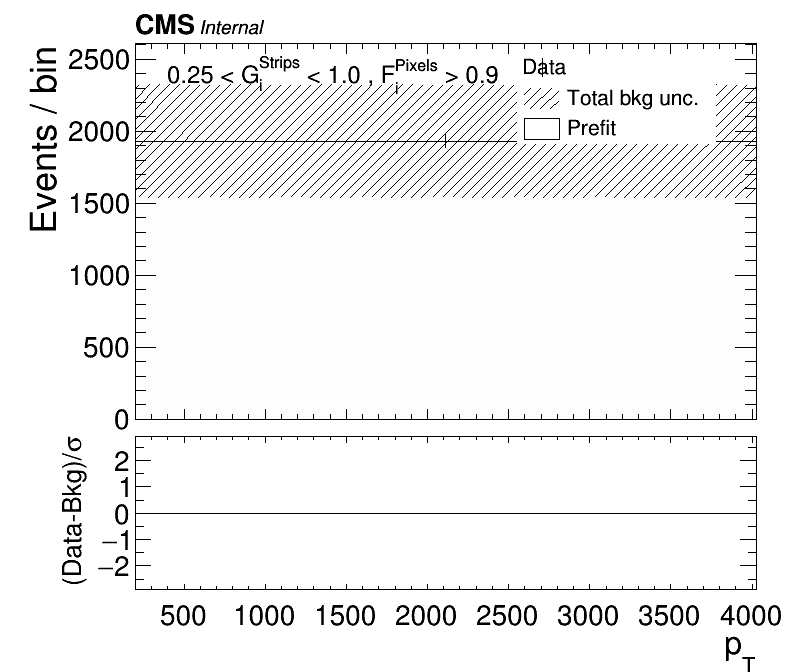 CMS Internal
0.25 < G_i^Strips < 1.0 , F_i^Pixels > 0.9
Data
Total bkg unc.
Prefit
Events / bin
2500
2000
1500
1000
500
0
(Data-Bkg)/σ
2
1
0
−1
−2
500 1000 1500 2000 2500 3000 3500 4000
p_T